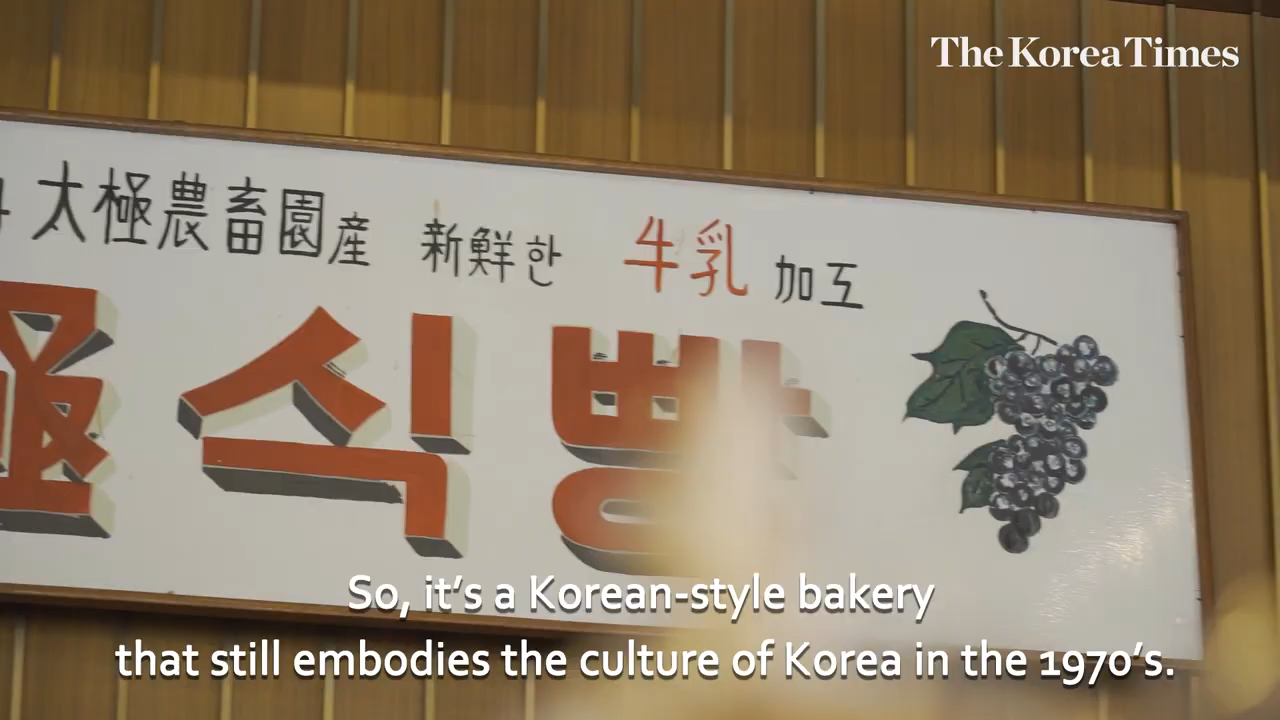 The Korea Times
太極農畜園産 新鮮한 牛乳 加工
極식빵
So, it's a Korean-style bakery
that still embodies the culture of Korea in the 1970's.